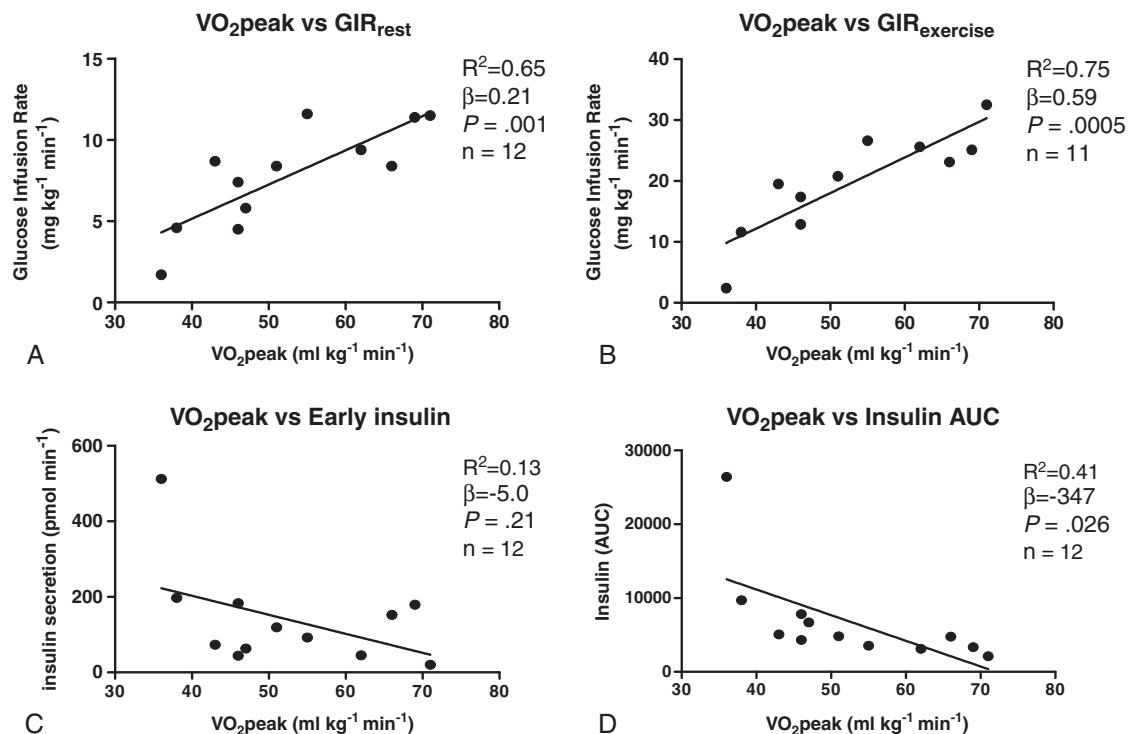 VO₂peak vs GIRrest
15
10
5
0
30 40 50 60 70 80
Glucose Infusion Rate
(mg kg⁻¹ min⁻¹)
VO₂peak (ml kg⁻¹ min⁻¹)
R²=0.65
β=0.21
P = .001
n = 12
A
VO₂peak vs GIRexercise
40
30
20
10
0
30 40 50 60 70 80
Glucose Infusion Rate
(mg kg⁻¹ min⁻¹)
VO₂peak (ml kg⁻¹ min⁻¹)
R²=0.75
β=0.59
P = .0005
n = 11
B
VO₂peak vs Early insulin
600
400
200
0
30 40 50 60 70 80
insulin secretion (pmol min⁻¹)
VO₂peak (ml kg⁻¹ min⁻¹)
R²=0.13
β=-5.0
P = .21
n = 12
C
VO₂peak vs Insulin AUC
30000
20000
10000
0
30 40 50 60 70 80
Insulin (AUC)
VO₂peak (ml kg⁻¹ min⁻¹)
R²=0.41
β=-347
P = .026
n = 12
D